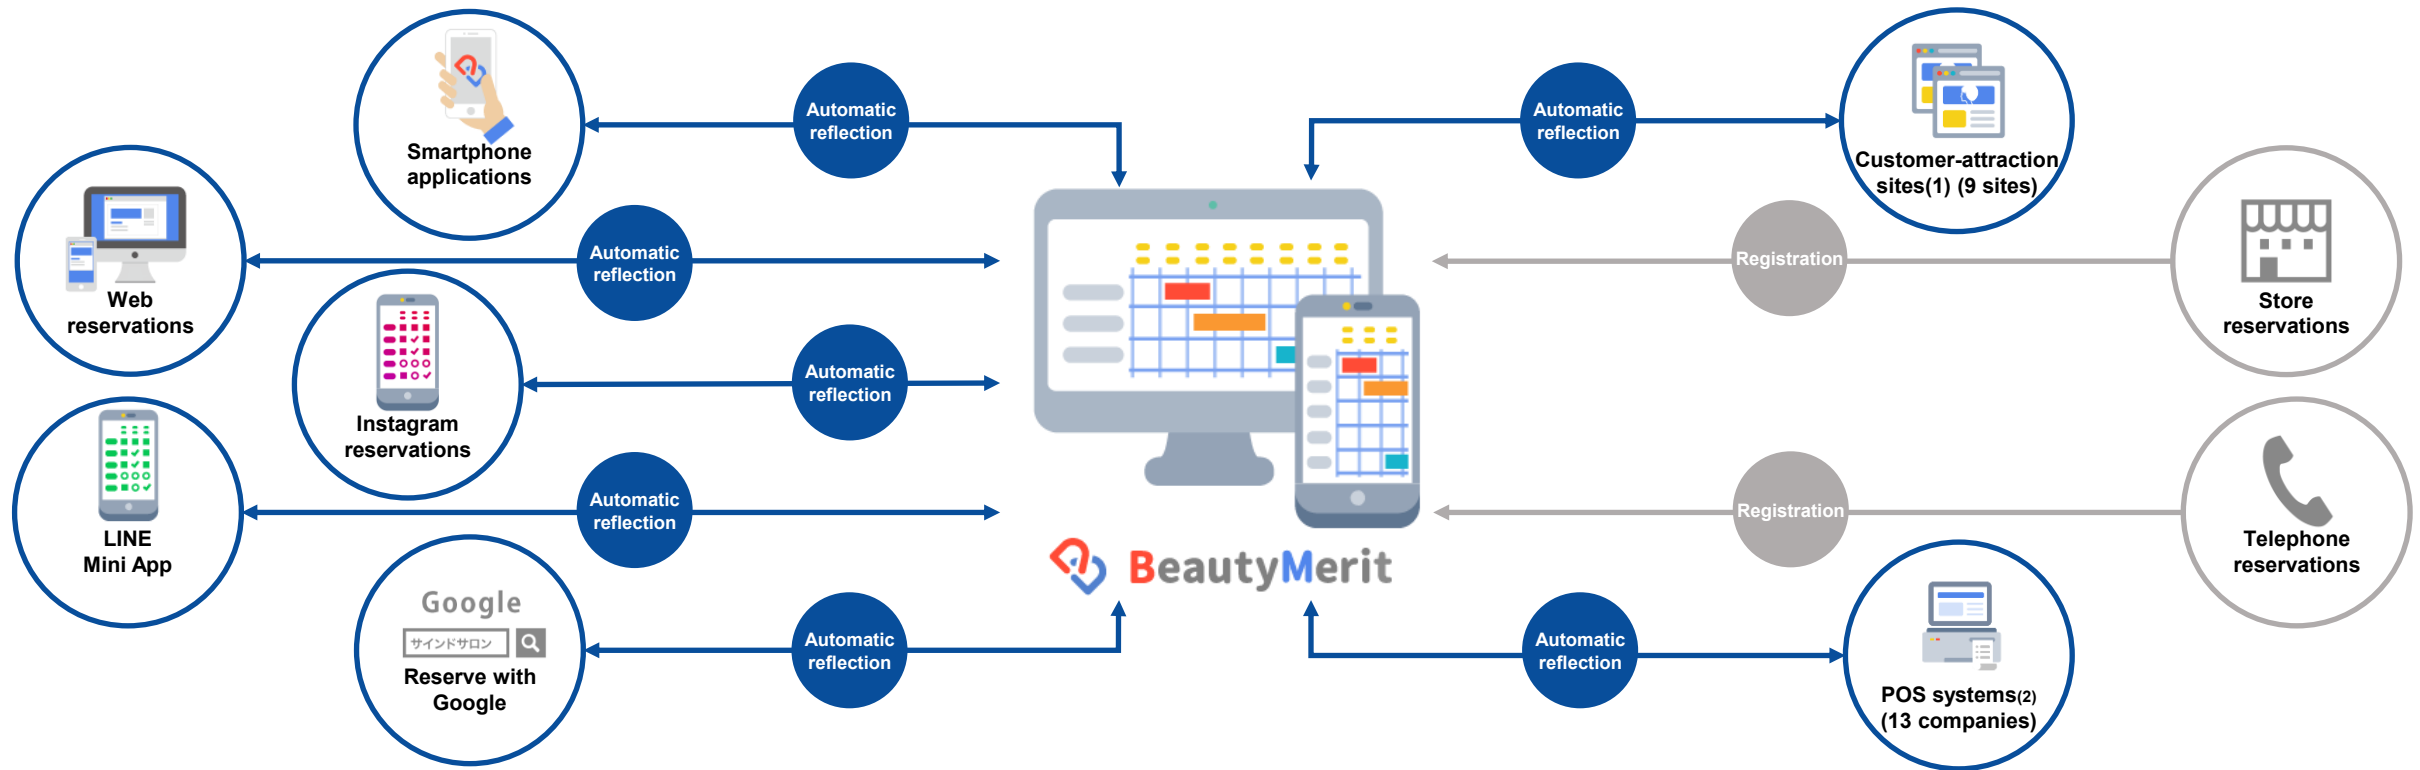 Smartphone
applications
Automatic
reflection
Automatic
reflection
Customer-attraction
sites(1) (9 sites)
Web
reservations
Automatic
reflection
Registration
Store
reservations
Instagram
reservations
Automatic
reflection
LINE
Mini App
Automatic
reflection
Registration
Telephone
reservations
BeautyMerit
Google
サインドサロン
Reserve with
Google
Automatic
reflection
Automatic
reflection
POS systems(2)
(13 companies)